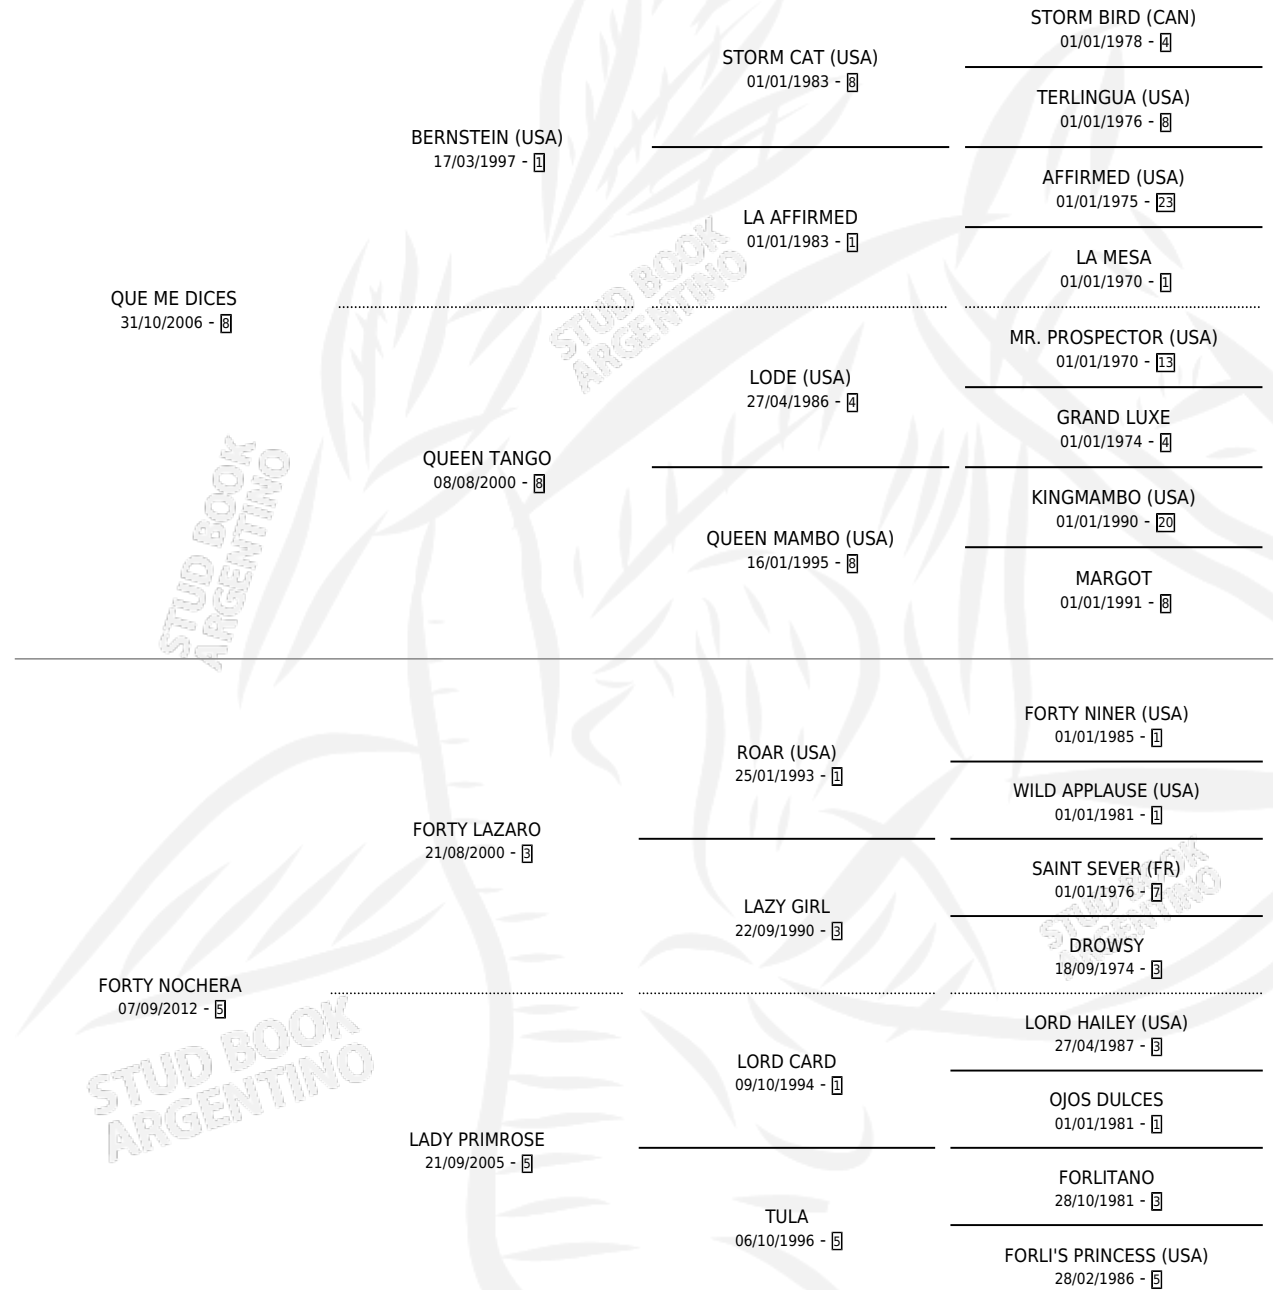 STORM BIRD (CAN)
01/01/1978 - 4
STORM CAT (USA)
01/01/1983 - 8
TERLINGUA (USA)
01/01/1976 - 8
BERNSTEIN (USA)
17/03/1997 - 1
AFFIRMED (USA)
01/01/1975 - 23
LA AFFIRMED
01/01/1983 - 1
LA MESA
01/01/1970 - 1
QUE ME DICES
31/10/2006 - 8
MR. PROSPECTOR (USA)
01/01/1970 - 13
LODE (USA)
27/04/1986 - 4
GRAND LUXE
01/01/1974 - 4
QUEEN TANGO
08/08/2000 - 8
KINGMAMBO (USA)
01/01/1990 - 20
QUEEN MAMBO (USA)
16/01/1995 - 8
MARGOT
01/01/1991 - 8
FORTY NINER (USA)
01/01/1985 - 1
ROAR (USA)
25/01/1993 - 1
WILD APPLAUSE (USA)
01/01/1981 - 1
FORTY LAZARO
21/08/2000 - 3
SAINT SEVER (FR)
01/01/1976 - 7
LAZY GIRL
22/09/1990 - 3
DROWSY
18/09/1974 - 3
FORTY NOCHERA
07/09/2012 - 5
LORD HAILEY (USA)
27/04/1987 - 3
LORD CARD
09/10/1994 - 1
OJOS DULCES
01/01/1981 - 1
LADY PRIMROSE
21/09/2005 - 5
FORLITANO
28/10/1981 - 3
TULA
06/10/1996 - 5
FORLI'S PRINCESS (USA)
28/02/1986 - 5
STUD BOOK
ARGENTINO
STUD BOOK
ARGENTINO
STUD BOOK
ARGENTINO
STUD BOOK
ARGENTINO